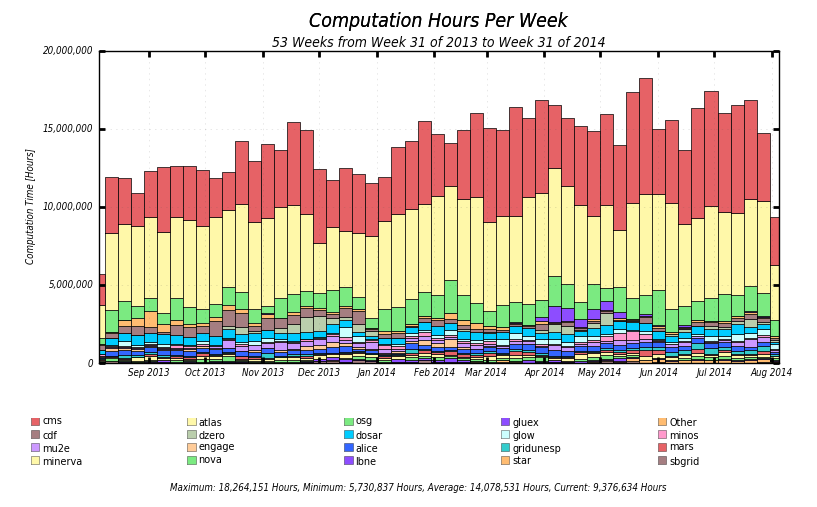 Computation Hours Per Week
53 Weeks from Week 31 of 2013 to Week 31 of 2014
20,000,000
15,000,000
10,000,000
5,000,000
0
Computation Time [Hours]
Sep 2013 Oct 2013 Nov 2013 Dec 2013 Jan 2014 Feb 2014 Mar 2014 Apr 2014 May 2014 Jun 2014 Jul 2014 Aug 2014
cms atlas osg gluex Other
cdf dzero dosar glow minos
mu2e engage alice gridunesp mars
minerva nova lbne star sbgrid
Maximum: 18,264,151 Hours, Minimum: 5,730,837 Hours, Average: 14,078,531 Hours, Current: 9,376,634 Hours